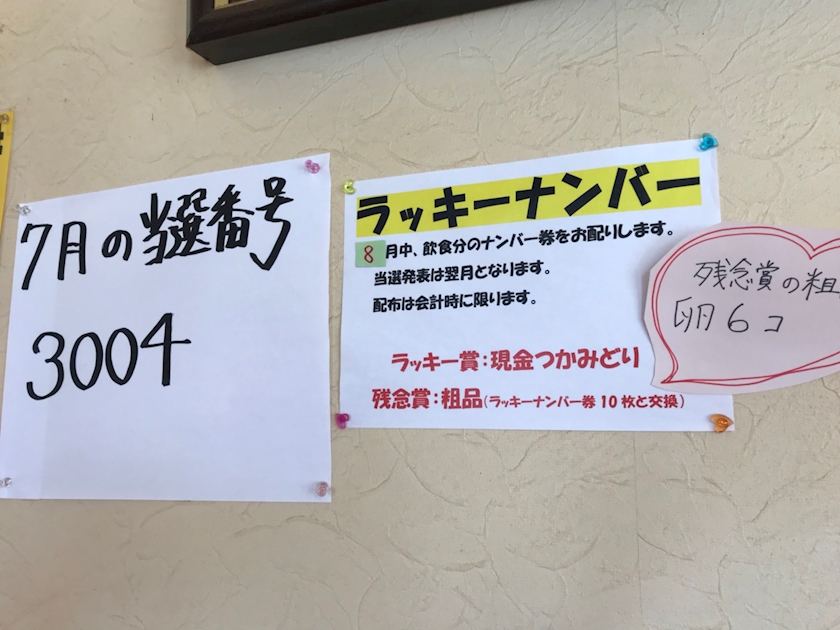 7月の当選番号
3004
ラッキーナンバー
8月中、飲食分のナンバー券をお配りします。
当選発表は翌月となります。
配布は会計時に限ります。
ラッキー賞：現金つかみどり
残念賞：粗品（ラッキーナンバー券10枚と交換）
残念賞の粗
卵6コ